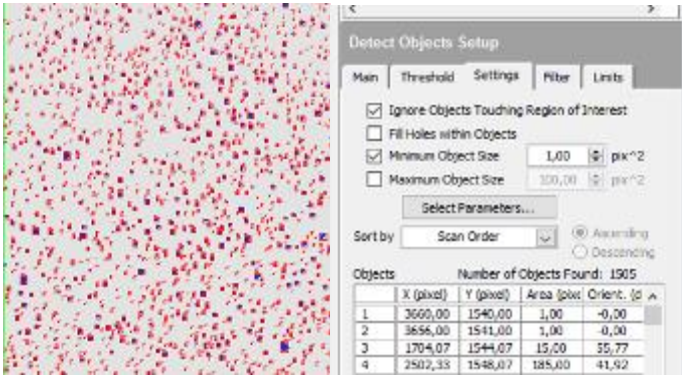 Detect Objects Setup
Main Threshold Settings Filter Limits
Ignore Objects Touching Region of Interest
Fill Holes within Objects
Minimum Object Size 1,00 pix^2
Maximum Object Size 100,00 pix^2
Select Parameters...
Sort by Scan Order Ascending
Descending
Objects Number of Objects Found: 1505
X (pixel) Y (pixel) Area (pixe Orient. (d
1 3660,00 1540,00 1,00 -0,00
2 3656,00 1541,00 1,00 -0,00
3 1704,07 1544,07 15,00 55,77
4 2502,33 1548,07 185,00 41,92